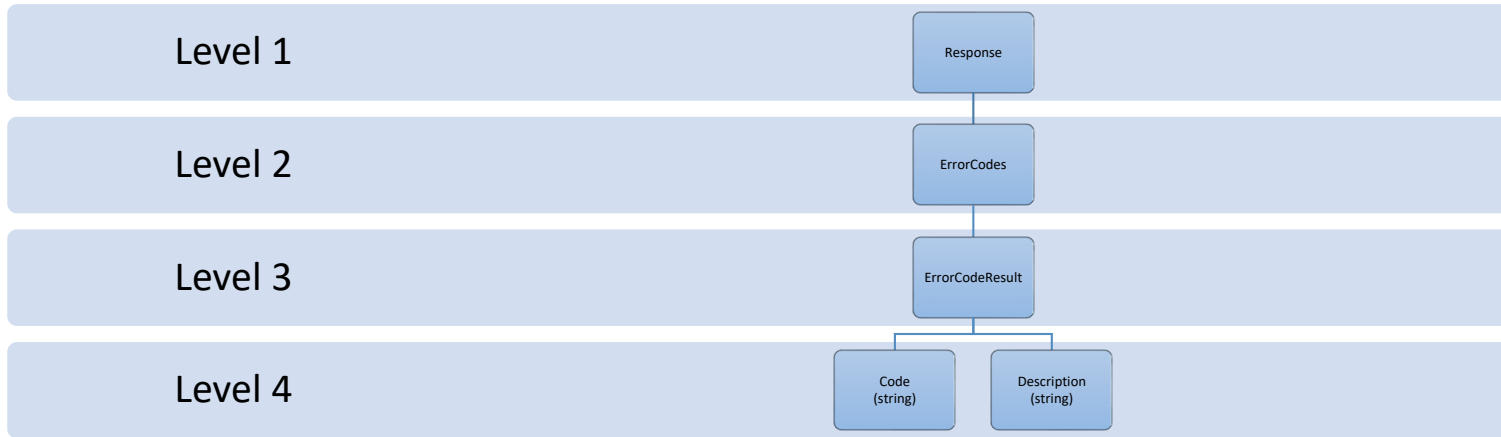 Level 1
Response
Level 2
ErrorCodes
Level 3
ErrorCodeResult
Level 4
Code
(string)
Description
(string)